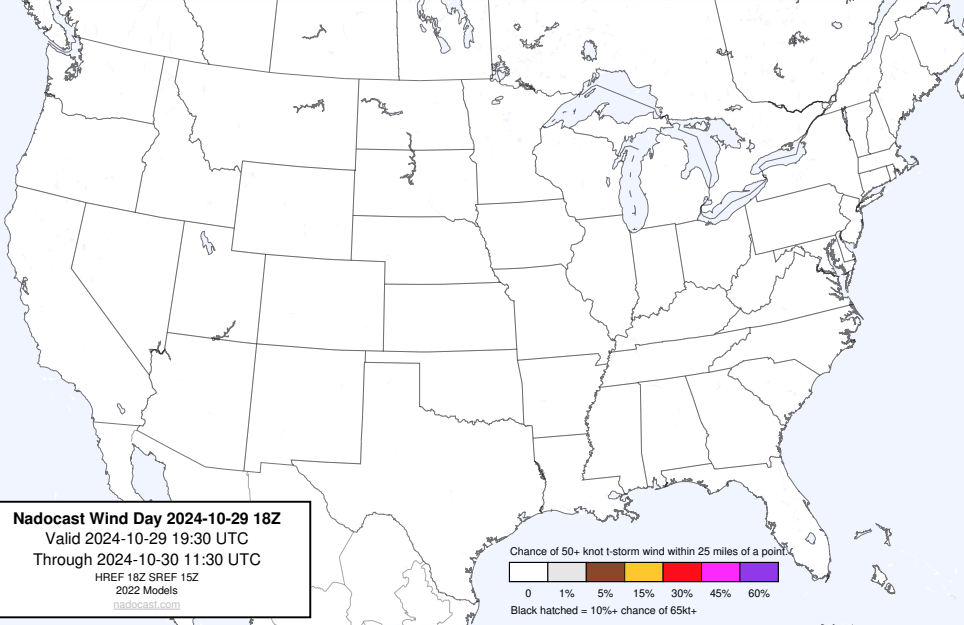 Nadocast Wind Day 2024-10-29 18Z
Valid 2024-10-29 19:30 UTC
Through 2024-10-30 11:30 UTC
HREF 18Z SREF 15Z
2022 Models
nadocast.com
Chance of 50+ knot t-storm wind within 25 miles of a point.
0 1% 5% 15% 30% 45% 60%
Black hatched = 10%+ chance of 65kt+